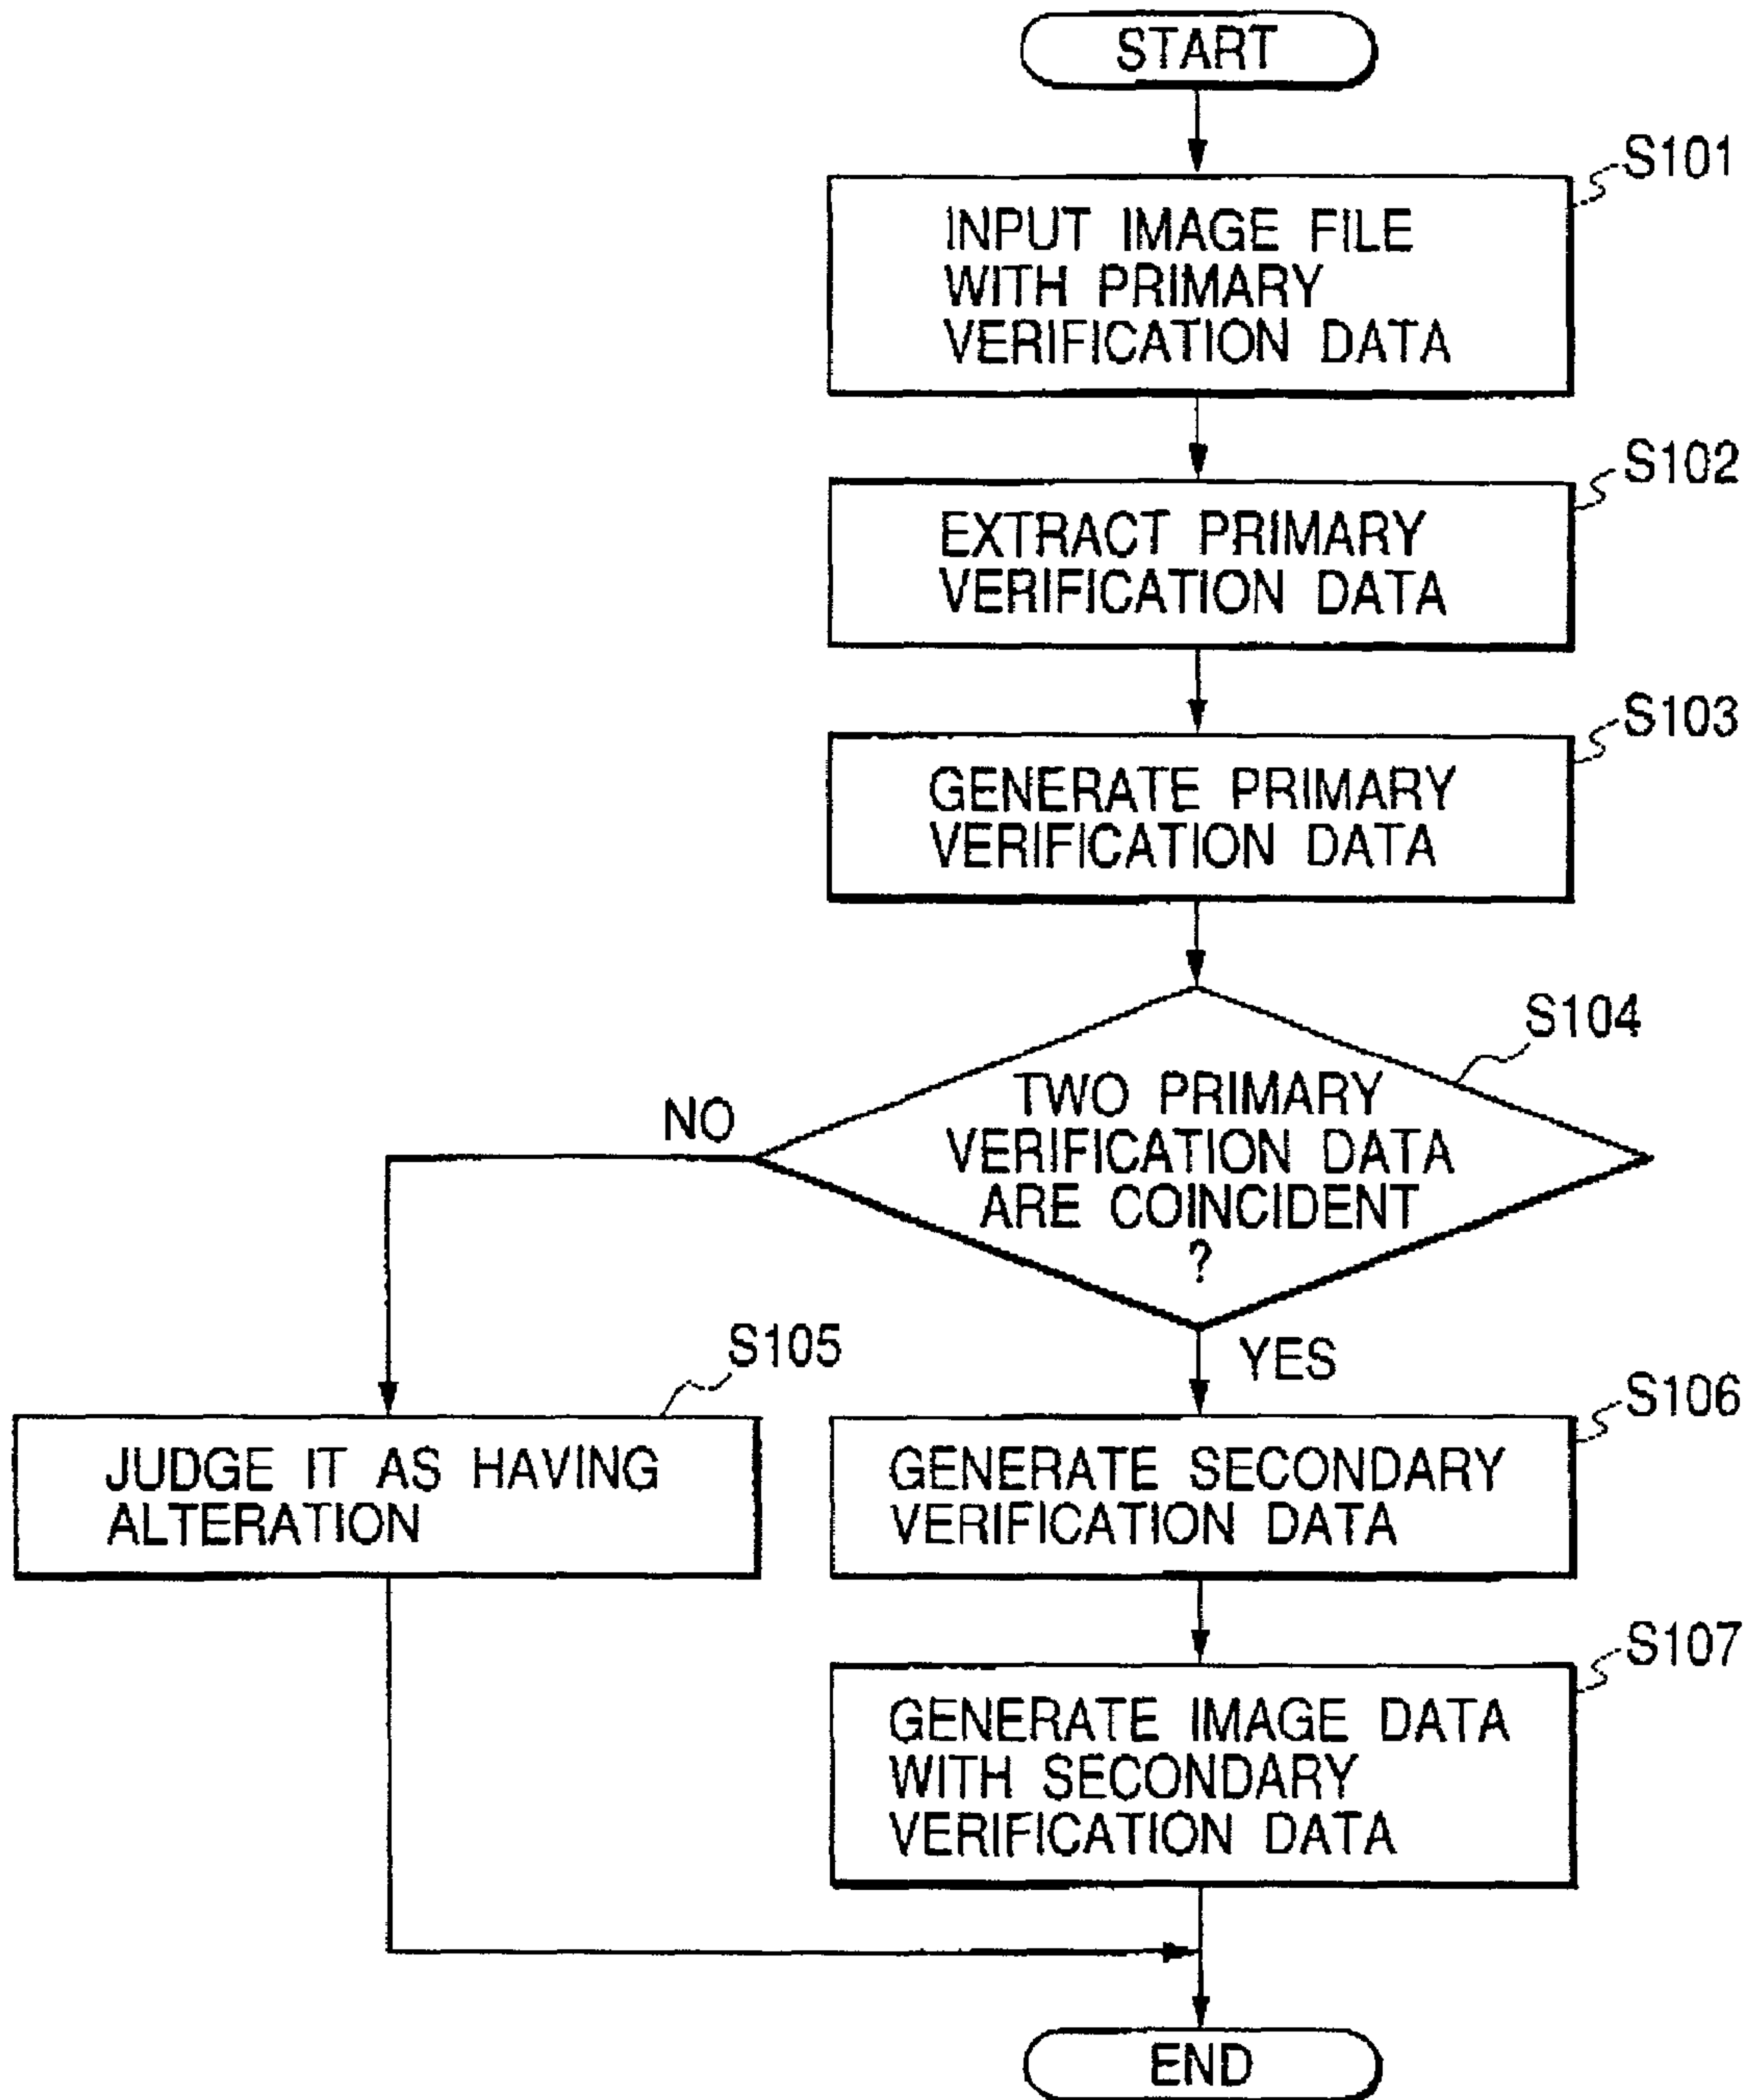 START
S101
INPUT IMAGE FILE
WITH PRIMARY
VERIFICATION DATA
S102
EXTRACT PRIMARY
VERIFICATION DATA
S103
GENERATE PRIMARY
VERIFICATION DATA
S104
TWO PRIMARY
VERIFICATION DATA
ARE COINCIDENT
?
NO
YES
S105
JUDGE IT AS HAVING
ALTERATION
S106
GENERATE SECONDARY
VERIFICATION DATA
S107
GENERATE IMAGE DATA
WITH SECONDARY
VERIFICATION DATA
END